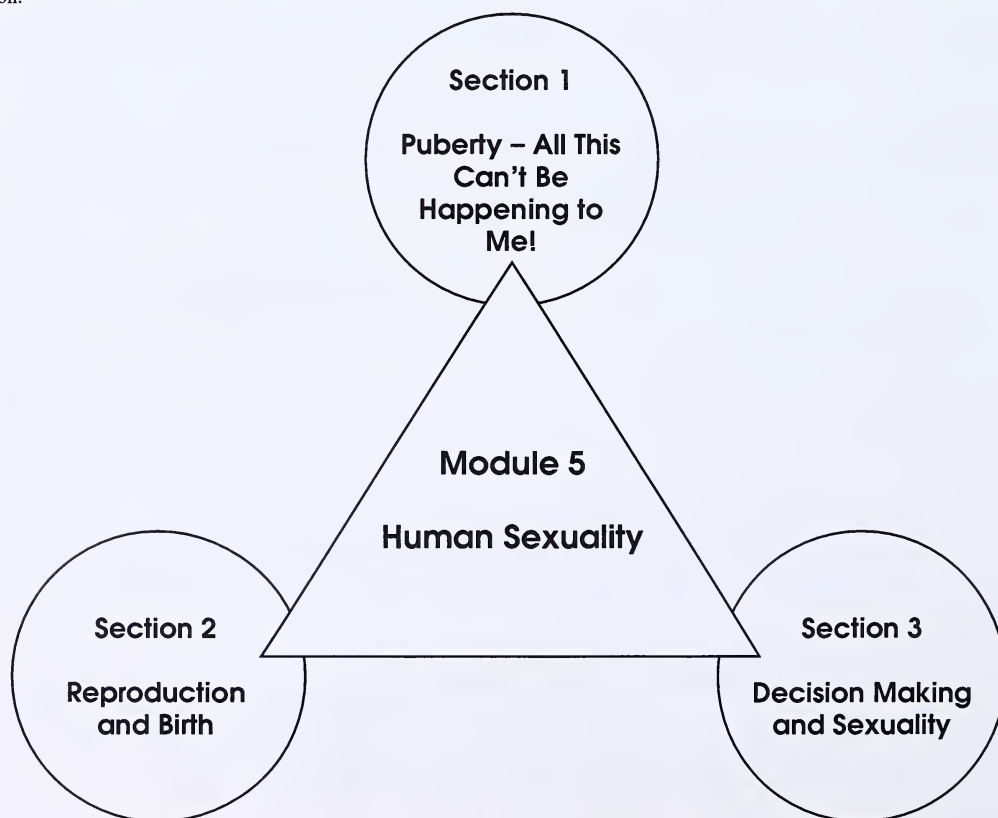 Section 1
Puberty – All This
Can't Be
Happening to
Me!
Module 5
Human Sexuality
Section 2
Reproduction
and Birth
Section 3
Decision Making
and Sexuality